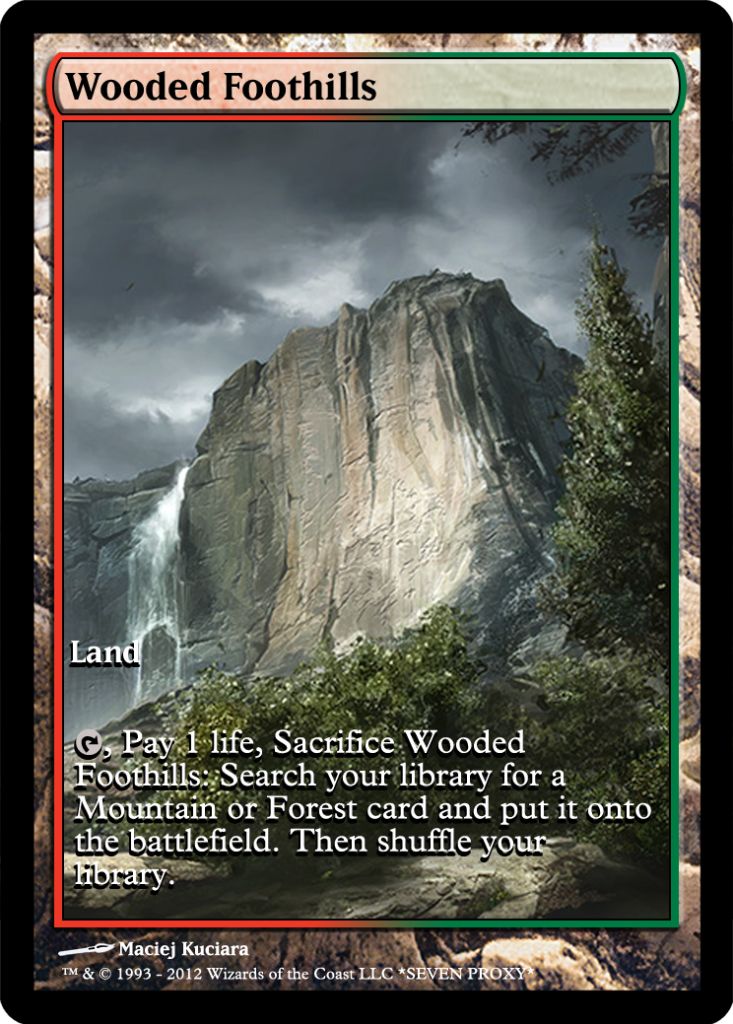 Wooded Foothills
Land
, Pay 1 life, Sacrifice Wooded
Foothills: Search your library for a
Mountain or Forest card and put it onto
the battlefield. Then shuffle your
library.
Maciej Kuciara
™ & © 1993 - 2012 Wizards of the Coast LLC *SEVEN PROXY*